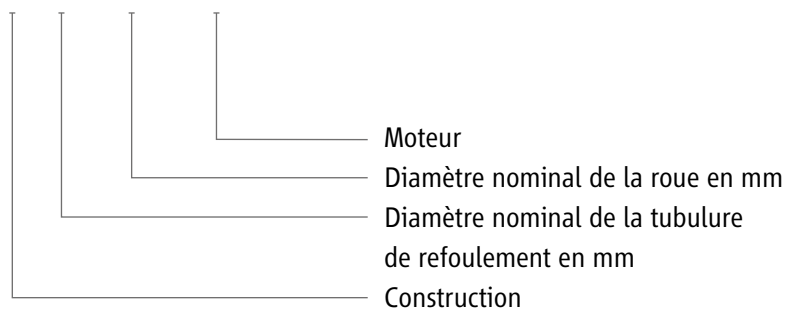 Moteur
Diamètre nominal de la roue en mm
Diamètre nominal de la tubulure
de refoulement en mm
Construction